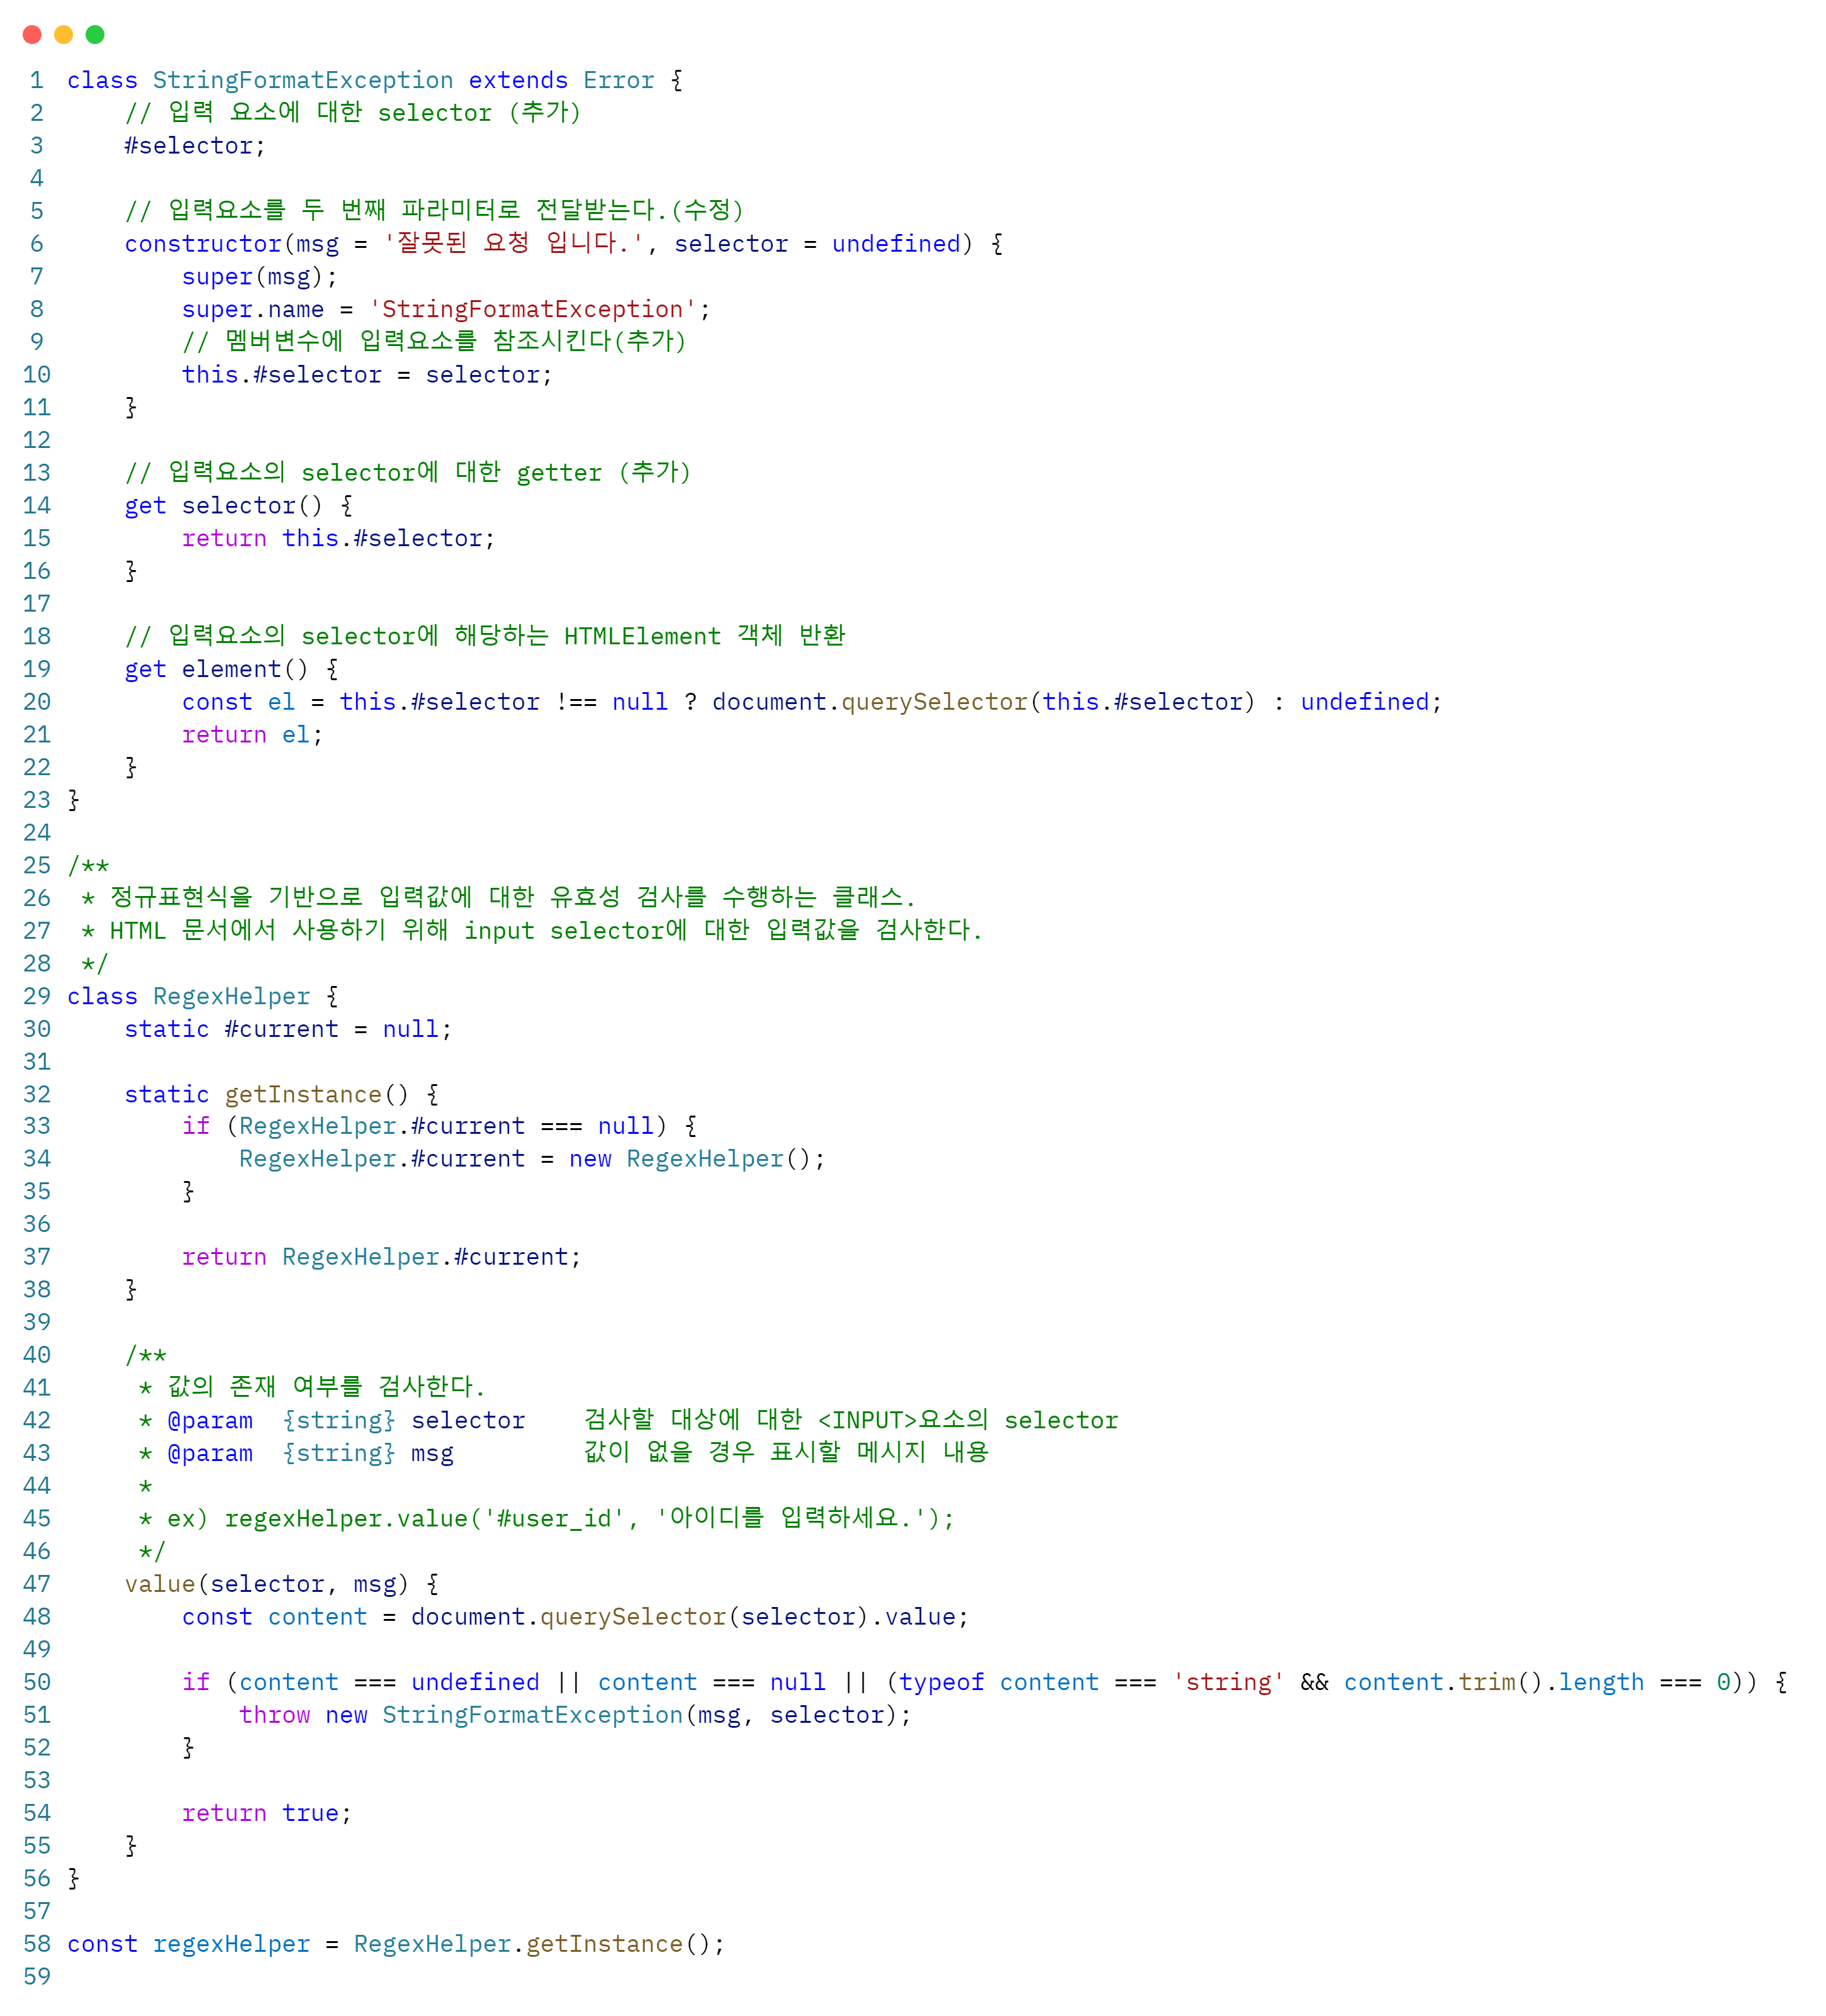 1 class StringFormatException extends Error {
2     // 입력 요소에 대한 selector (추가)
3     #selector;
4
5     // 입력요소를 두 번째 파라미터로 전달받는다.(수정)
6     constructor(msg = '잘못된 요청 입니다.', selector = undefined) {
7         super(msg);
8         super.name = 'StringFormatException';
9         // 멤버변수에 입력요소를 참조시킨다(추가)
10         this.#selector = selector;
11     }
12
13     // 입력요소의 selector에 대한 getter (추가)
14     get selector() {
15         return this.#selector;
16     }
17
18     // 입력요소의 selector에 해당하는 HTMLElement 객체 반환
19     get element() {
20         const el = this.#selector !== null ? document.querySelector(this.#selector) : undefined;
21         return el;
22     }
23 }
24
25 /**
26  * 정규표현식을 기반으로 입력값에 대한 유효성 검사를 수행하는 클래스.
27  * HTML 문서에서 사용하기 위해 input selector에 대한 입력값을 검사한다.
28  */
29 class RegexHelper {
30     static #current = null;
31
32     static getInstance() {
33         if (RegexHelper.#current === null) {
34             RegexHelper.#current = new RegexHelper();
35         }
36
37         return RegexHelper.#current;
38     }
39
40     /**
41      * 값의 존재 여부를 검사한다.
42      * @param  {string} selector    검사할 대상에 대한 <INPUT>요소의 selector
43      * @param  {string} msg         값이 없을 경우 표시할 메시지 내용
44      *
45      * ex) regexHelper.value('#user_id', '아이디를 입력하세요.');
46      */
47     value(selector, msg) {
48         const content = document.querySelector(selector).value;
49
50         if (content === undefined || content === null || (typeof content === 'string' && content.trim().length === 0)) {
51             throw new StringFormatException(msg, selector);
52         }
53
54         return true;
55     }
56 }
57
58 const regexHelper = RegexHelper.getInstance();
59